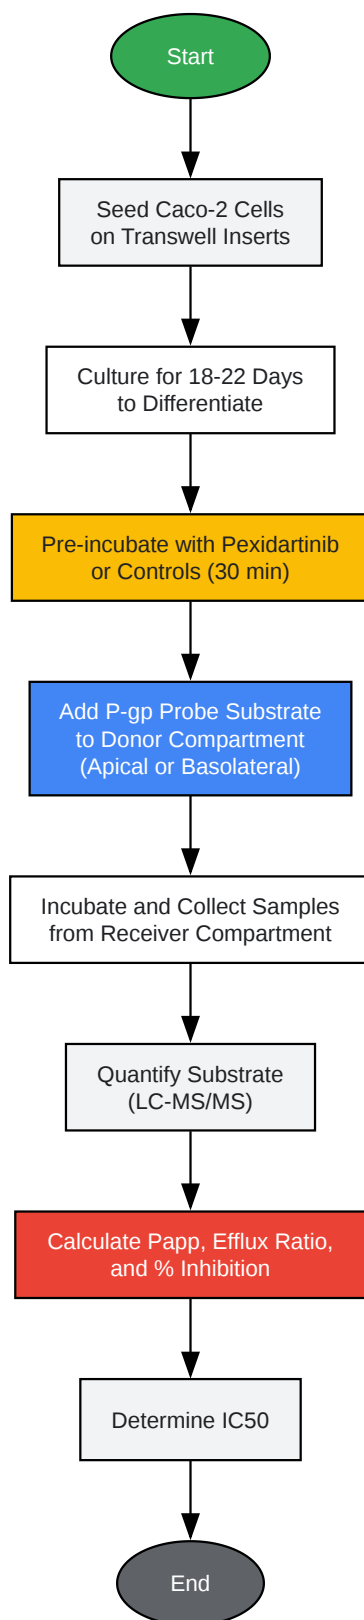 Start
Seed Caco-2 Cells
on Transwell Inserts
Culture for 18-22 Days
to Differentiate
Pre-incubate with Pexidartinib
or Controls (30 min)
Add P-gp Probe Substrate
to Donor Compartment
(Apical or Basolateral)
Incubate and Collect Samples
from Receiver Compartment
Quantify Substrate
(LC-MS/MS)
Calculate Papp, Efflux Ratio,
and % Inhibition
Determine IC50
End